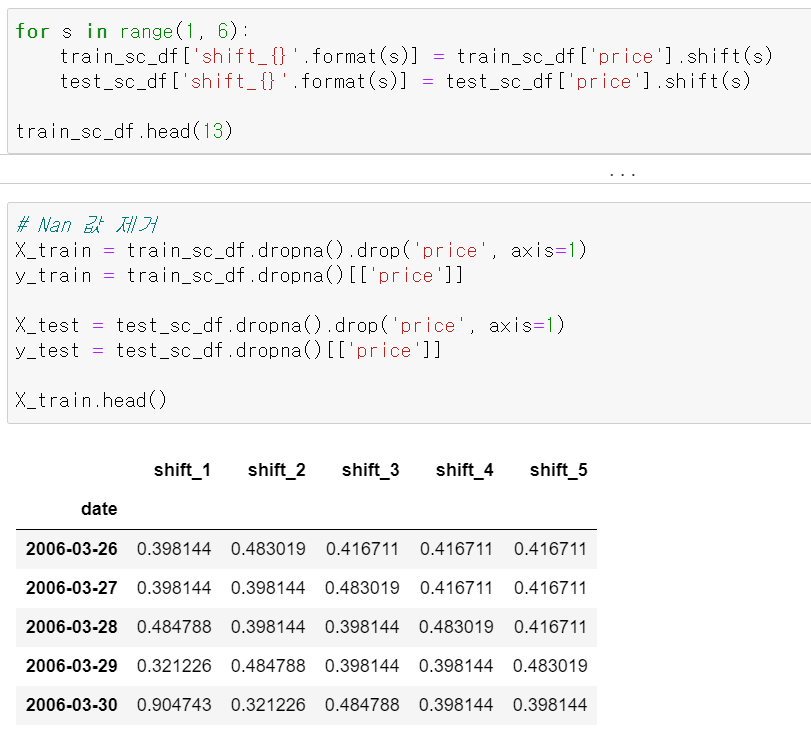 for s in range(1, 6):
    train_sc_df['shift_{}'.format(s)] = train_sc_df['price'].shift(s)
    test_sc_df['shift_{}'.format(s)] = test_sc_df['price'].shift(s)
train_sc_df.head(13)
...
# Nan 값 제거
X_train = train_sc_df.dropna().drop('price', axis=1)
y_train = train_sc_df.dropna()[['price']]
X_test = test_sc_df.dropna().drop('price', axis=1)
y_test = test_sc_df.dropna()[['price']]
X_train.head()
shift_1 shift_2 shift_3 shift_4 shift_5
date
2006-03-26 0.398144 0.483019 0.416711 0.416711 0.416711
2006-03-27 0.398144 0.398144 0.483019 0.416711 0.416711
2006-03-28 0.484788 0.398144 0.398144 0.483019 0.416711
2006-03-29 0.321226 0.484788 0.398144 0.398144 0.483019
2006-03-30 0.904743 0.321226 0.484788 0.398144 0.398144